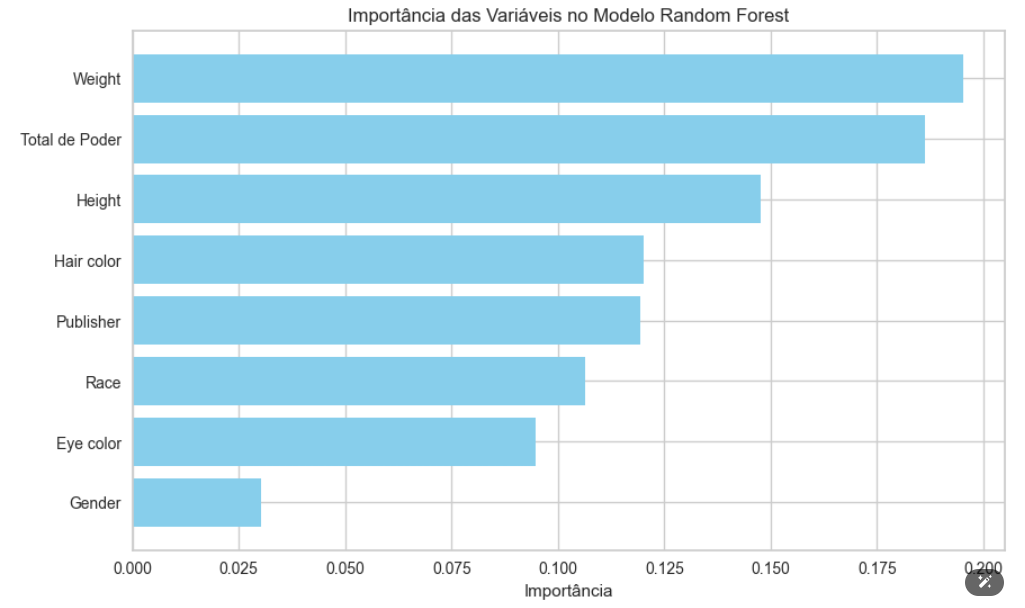 Importância das Variáveis no Modelo Random Forest
Weight
Total de Poder
Height
Hair color
Publisher
Race
Eye color
Gender
0.000 0.025 0.050 0.075 0.100 0.125 0.150 0.175 0.200
Importância